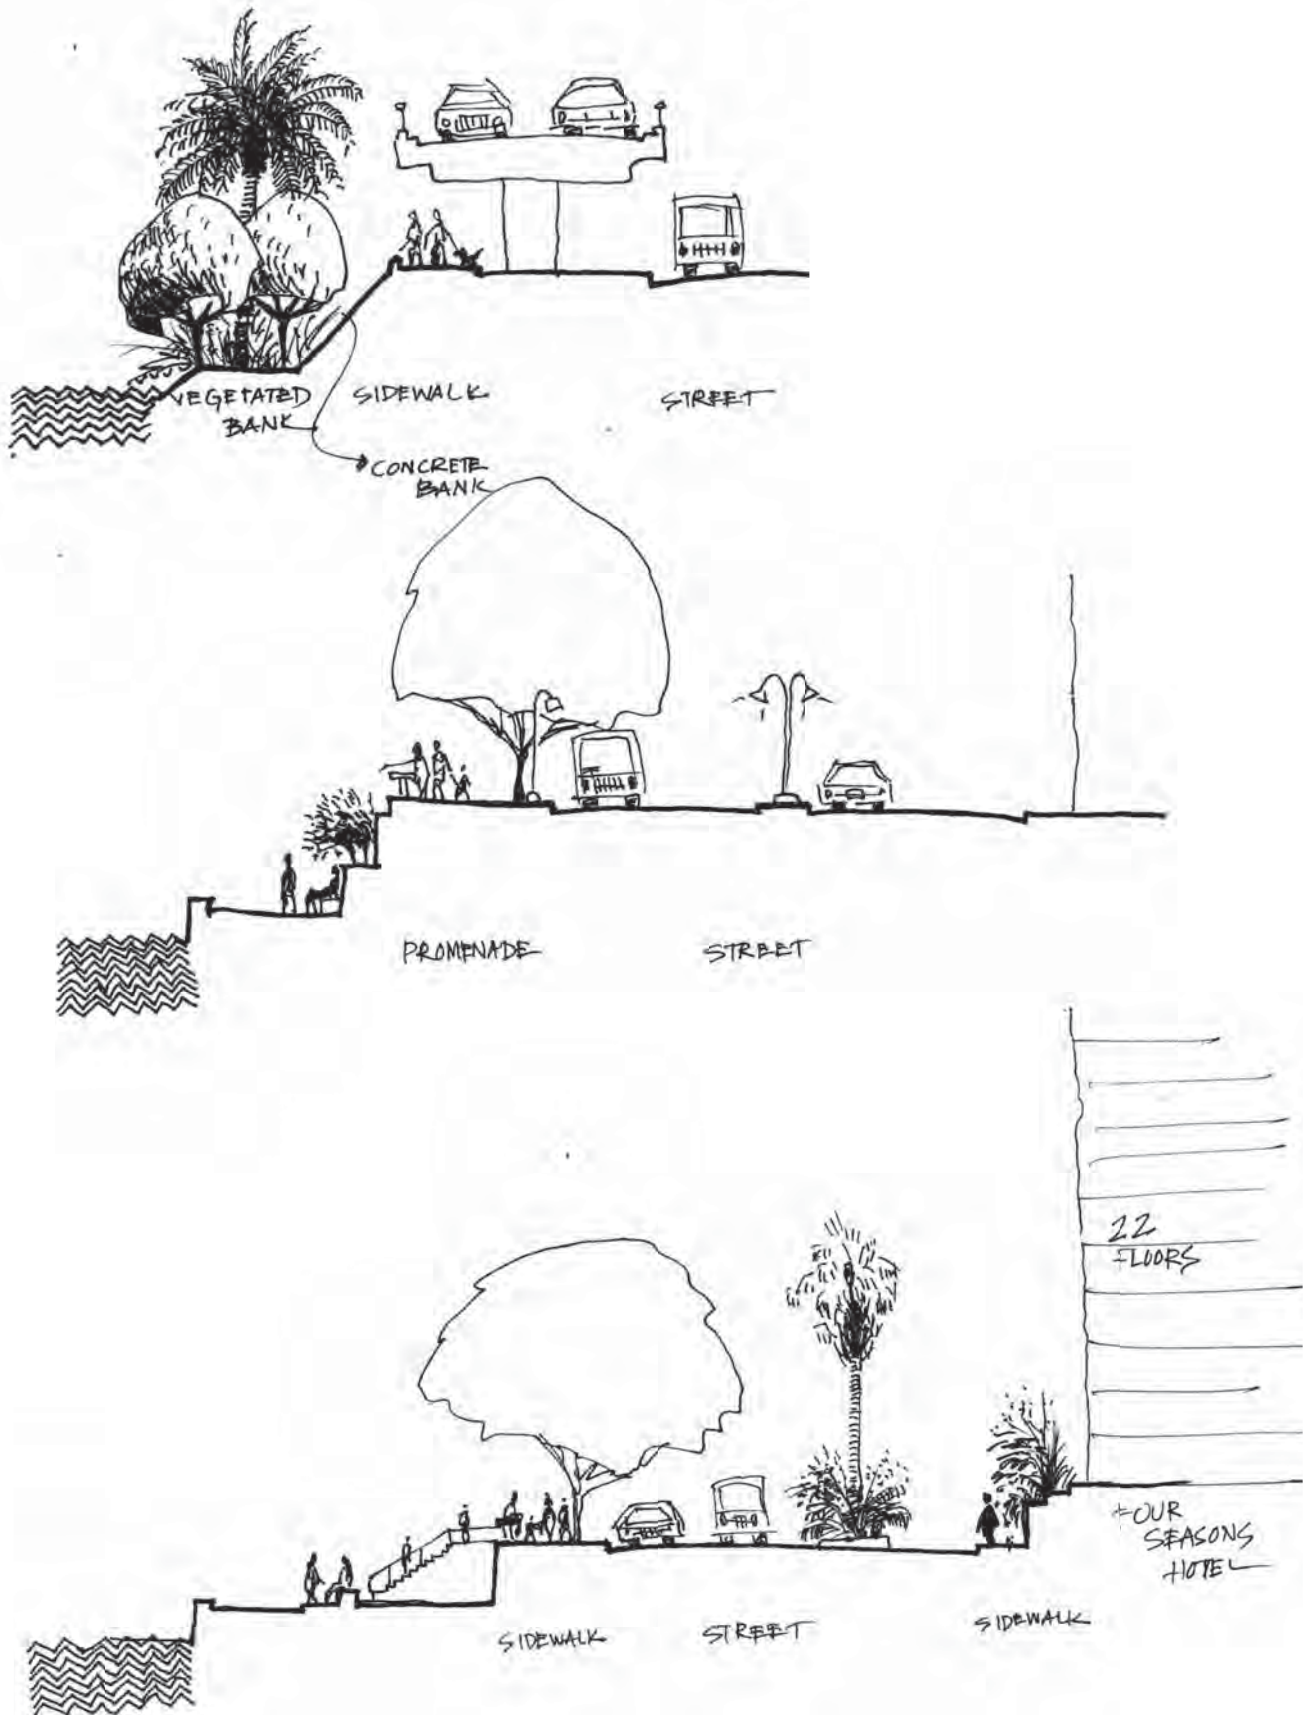 VEGETATED
BANK
SIDEWALK
STREET
CONCRETE
BANK
PROMENADE
STREET
22
FLOORS
FOUR
SEASONS
HOTEL
SIDEWALK
STREET
SIDEWALK